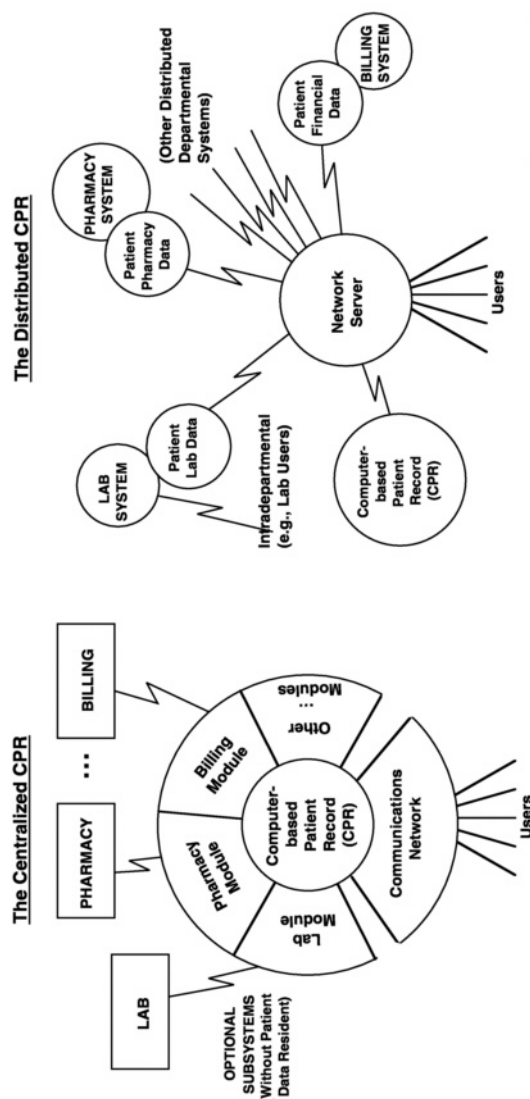 The Centralized CPR
LAB
PHARMACY
...
BILLING
OPTIONAL
SUBSYSTEMS
Without Patient
Data Resident)
Lab
Module
Pharmacy
Module
Billing
Module
Other
...
Modules
Computer-
based
Patient
Record
(CPR)
Communications
Network
Users
The Distributed CPR
LAB
SYSTEM
Patient
Lab Data
Intradepartmental
(e.g., Lab Users)
PHARMACY
SYSTEM
Patient
Pharmacy
Data
(Other Distributed
Departmental
Systems)
Patient
Financial
Data
BILLING
SYSTEM
Network
Server
Computer-
based
Patient
Record
(CPR)
Users